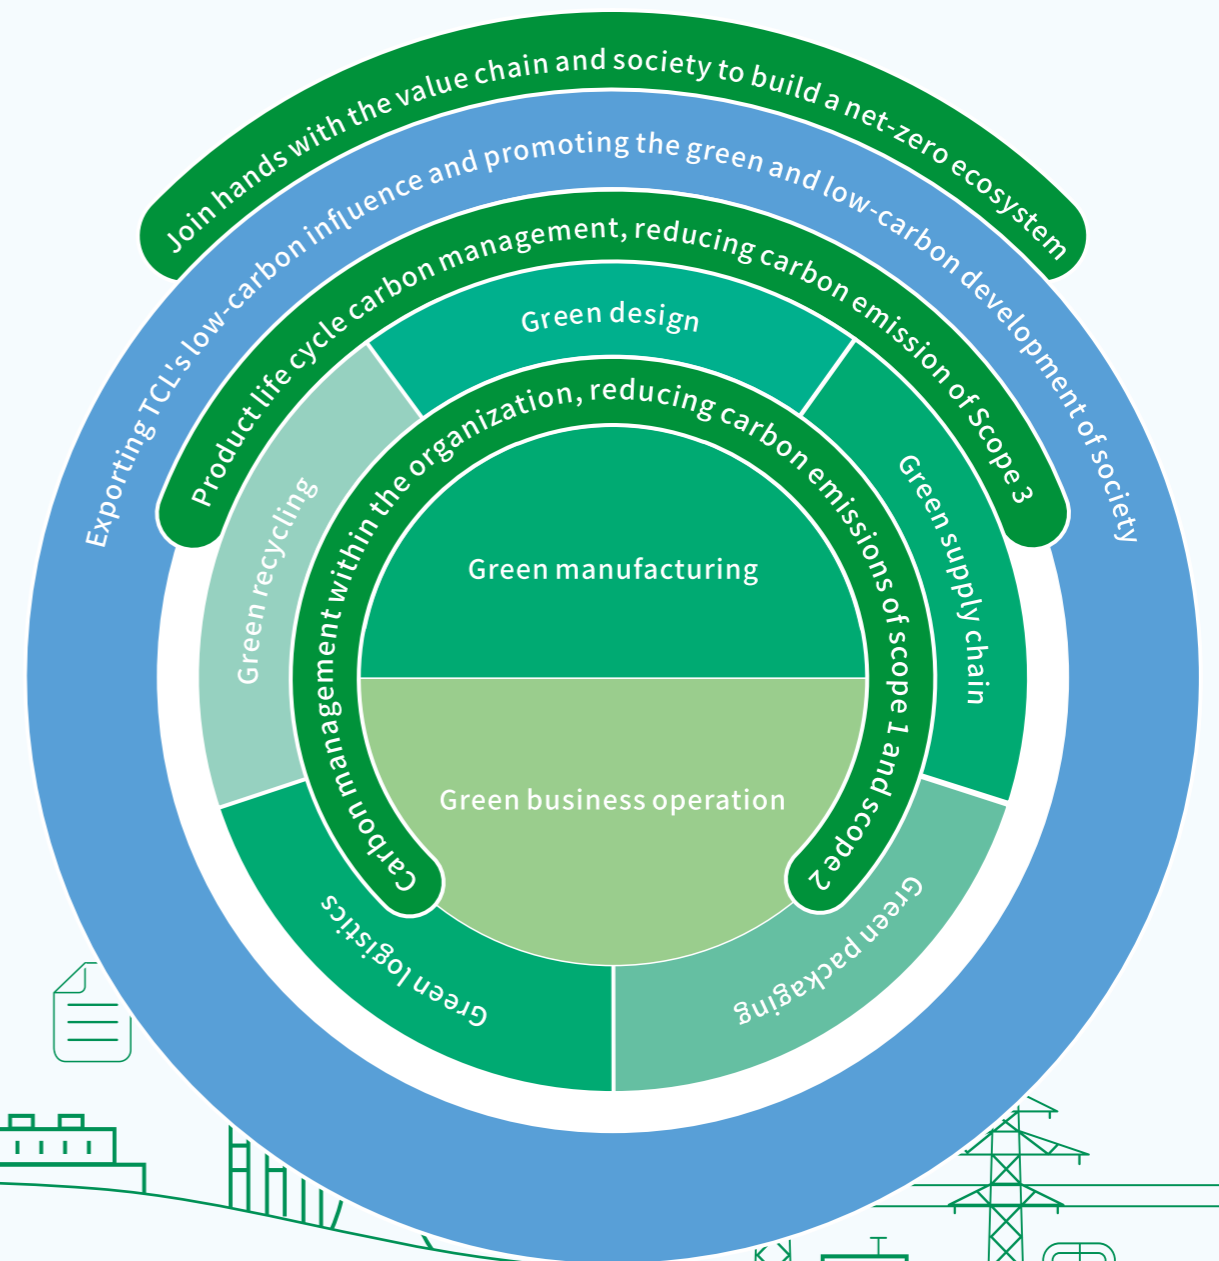 Join hands with the value chain and society to build a net-zero ecosystem
Exporting TCL's low-carbon influence and promoting the green and low-carbon development of society
Product life cycle carbon management, reducing carbon emission of Scope 3
Green design
Green recycling
Green supply chain
Carbon management within the organization, reducing carbon emissions of scope 1 and scope 2
Green manufacturing
Green business operation
Green logistics
Green packaging